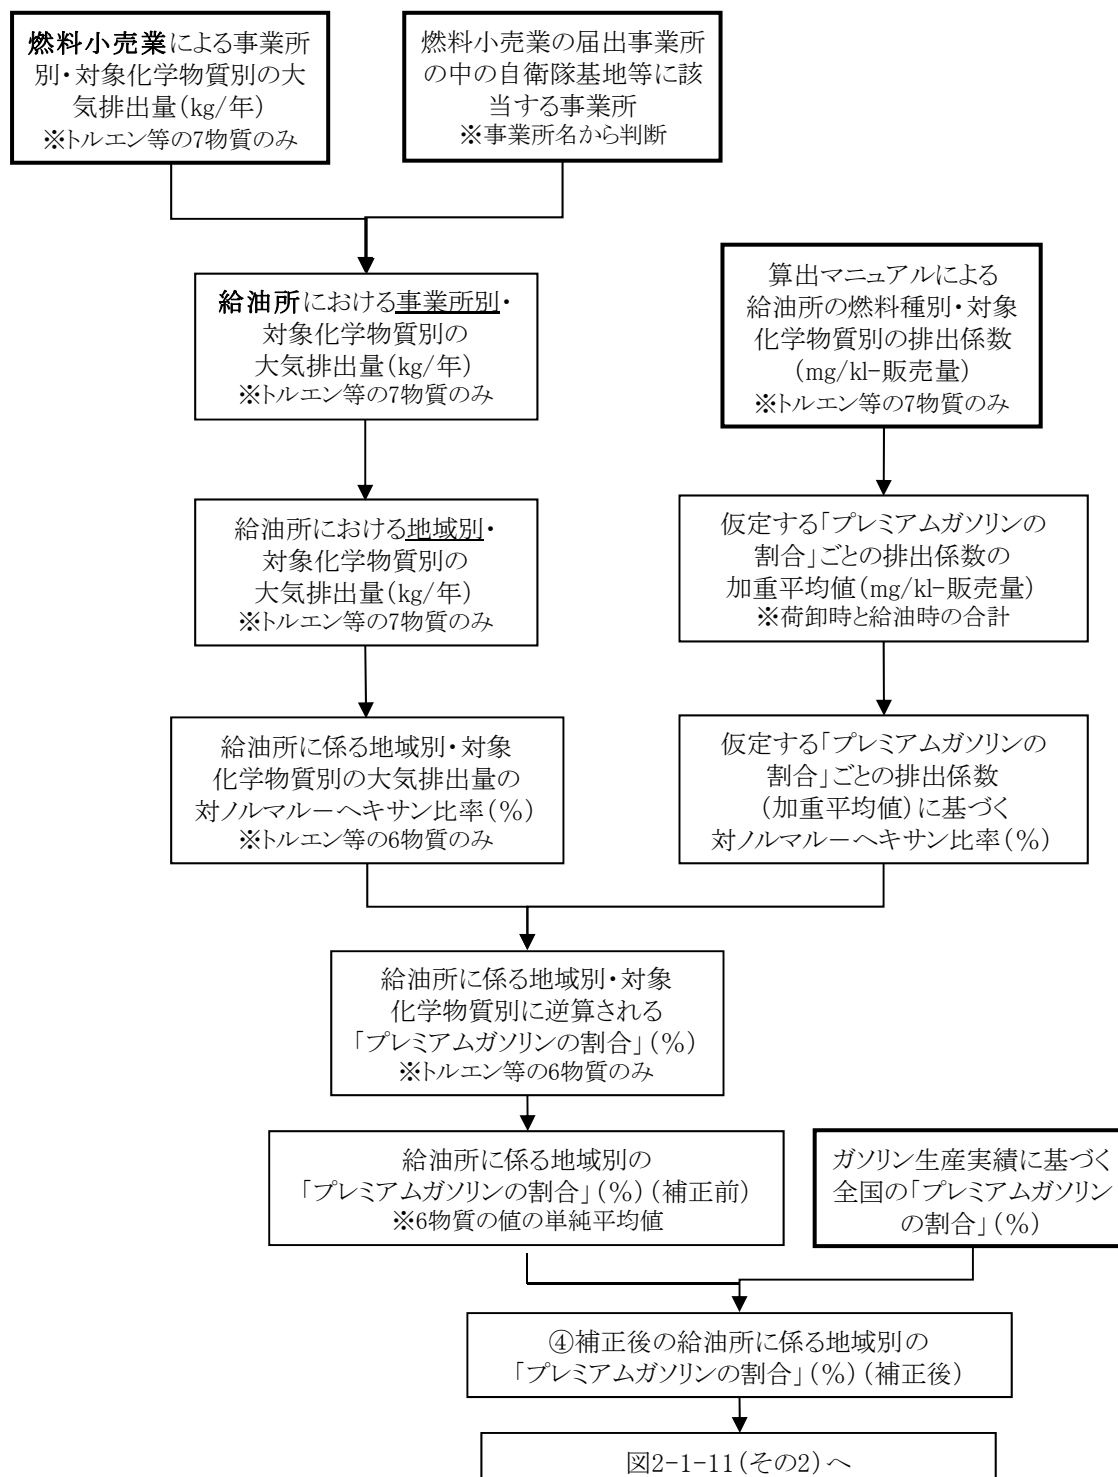 燃料小売業による事業所
別・対象化学物質別の大
気排出量(kg/年)
※トルエン等の7物質のみ
燃料小売業の届出事業所
の中の自衛隊基地等に該
当する事業所
※事業所名から判断
給油所における事業所別・
対象化学物質別の
大気排出量(kg/年)
※トルエン等の7物質のみ
算出マニュアルによる
給油所の燃料種別・対象
化学物質別の排出係数
(mg/kl-販売量)
※トルエン等の7物質のみ
給油所における地域別・
対象化学物質別の
大気排出量(kg/年)
※トルエン等の7物質のみ
仮定する「プレミアムガソリンの
割合」ごとの排出係数の
加重平均値(mg/kl-販売量)
※荷卸時と給油時の合計
給油所に係る地域別・対象
化学物質別の大気排出量の
対ノルマルーヘキサン比率(%)
※トルエン等の6物質のみ
仮定する「プレミアムガソリンの
割合」ごとの排出係数
(加重平均値)に基づく
対ノルマルーヘキサン比率(%)
給油所に係る地域別・対象
化学物質別に逆算される
「プレミアムガソリンの割合」(%)
※トルエン等の6物質のみ
給油所に係る地域別の
「プレミアムガソリンの割合」(%)(補正前)
※6物質の値の単純平均値
ガソリン生産実績に基づく
全国の「プレミアムガソリン
の割合」(%)
④補正後の給油所に係る地域別の
「プレミアムガソリンの割合」(%)(補正後)
図2-1-11(その2)へ